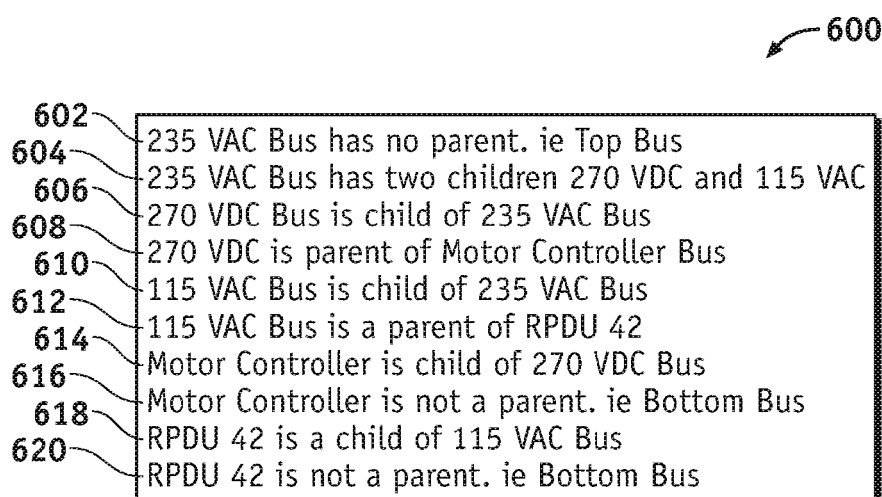 600
602 235 VAC Bus has no parent. ie Top Bus
604 235 VAC Bus has two children 270 VDC and 115 VAC
606 270 VDC Bus is child of 235 VAC Bus
608 270 VDC is parent of Motor Controller Bus
610 115 VAC Bus is child of 235 VAC Bus
612 115 VAC Bus is a parent of RPDU 42
614 Motor Controller is child of 270 VDC Bus
616 Motor Controller is not a parent. ie Bottom Bus
618 RPDU 42 is a child of 115 VAC Bus
620 RPDU 42 is not a parent. ie Bottom Bus